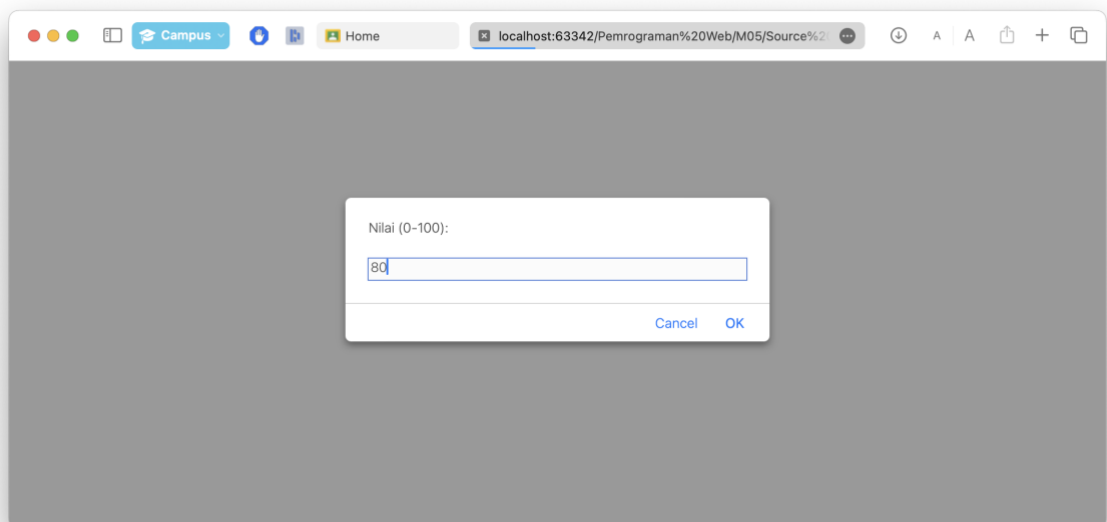 Campus
Home
localhost:63342/Pemrograman%20Web/M05/Source%2
A A
Nilai (0-100):
80
Cancel OK